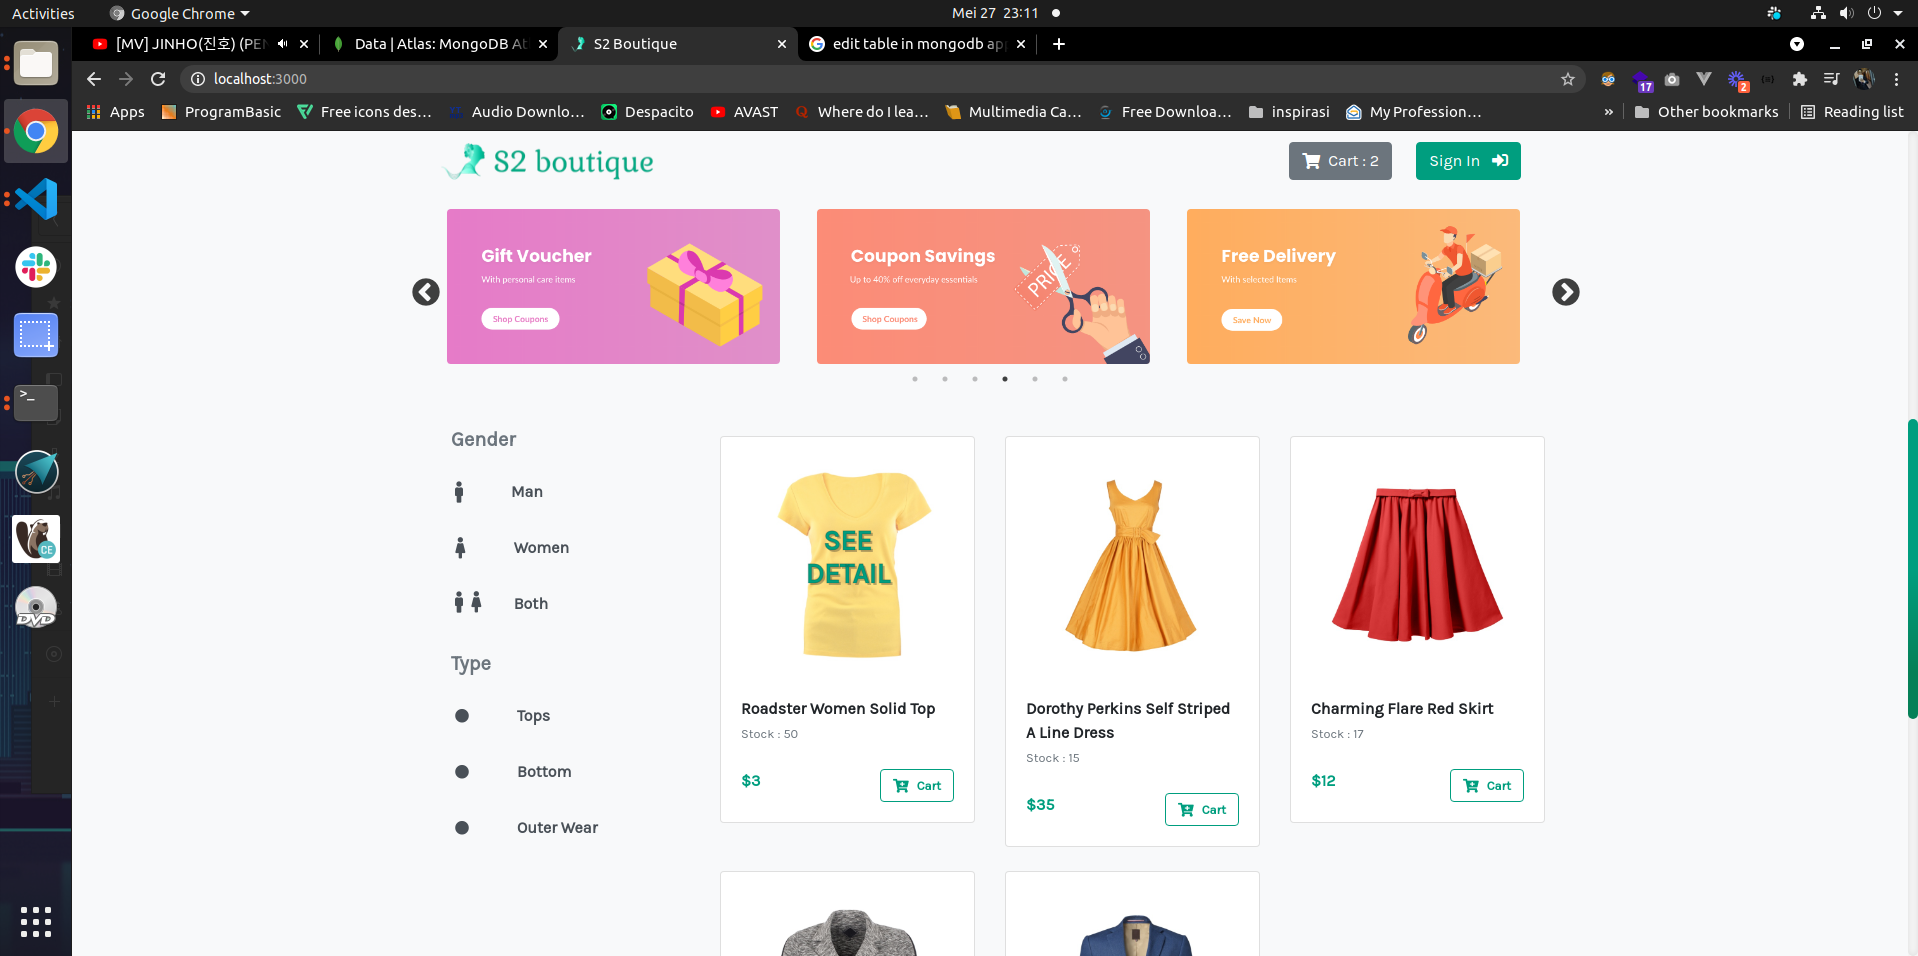 Activities
Google Chrome
Mei 27 23:11
[MV] JINHO(진호) (PEN
Data | Atlas: MongoDB At
S2 Boutique
edit table in mongodb ap
localhost:3000
17
2
Apps
ProgramBasic
Free icons des…
Audio Downlo…
Despacito
AVAST
Where do I lea…
Multimedia Ca…
Free Downloa…
inspirasi
My Profession…
»
Other bookmarks
Reading list
S2 boutique
Cart : 2
Sign In
Gift Voucher
With personal care items
Shop Coupons
Coupon Savings
Up to 40% off everyday essentials
Shop Coupons
PRICE
Free Delivery
With selected Items
Save Now
Gender
Man
Women
Both
Type
Tops
Bottom
Outer Wear
SEE
DETAIL
Roadster Women Solid Top
Stock : 50
$3
Cart
Dorothy Perkins Self Striped
A Line Dress
Stock : 15
$35
Cart
Charming Flare Red Skirt
Stock : 17
$12
Cart
>_
CE
DVD